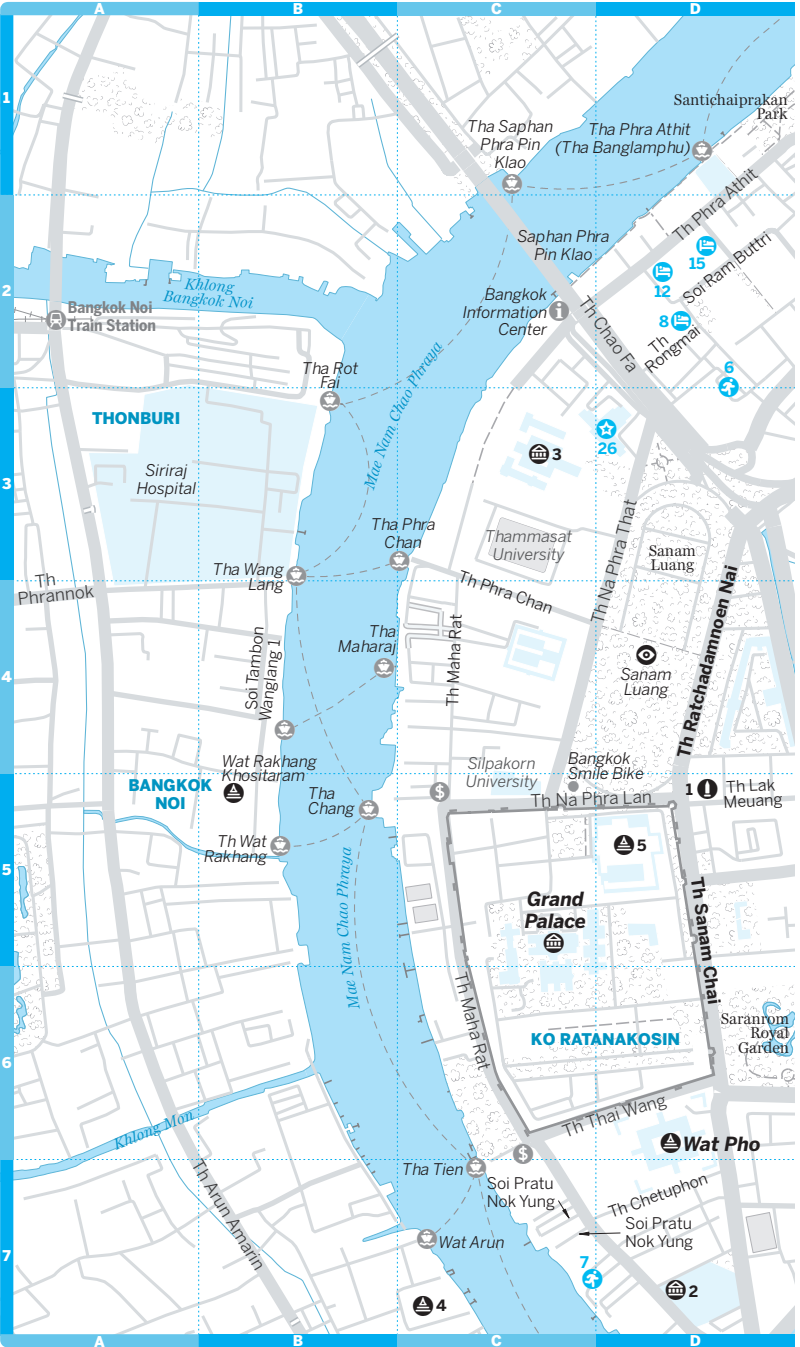 A
B
C
D
1
Santichaiprakan
Park
Tha Saphan
Phra Pin
Klao
Tha Phra Athit
(Tha Banglamphu)
Th Phra Athit
Saphan Phra
Pin Klao
15
Soi Ram Buttri
12
2
Khlong
Bangkok Noi
Bangkok
Information
Center
Bangkok Noi
Train Station
Th Chao Fa
8
Th
Rongmai
Tha Rot
Fai
6
Mae Nam Chao Phraya
THONBURI
26
3
3
Siriraj
Hospital
Tha Phra
Chan
Thammasat
University
Th Na Phra That
Sanam
Luang
Tha Wang
Lang
Th
Phrannok
Th Phra Chan
Th Ratchadamnoen Nai
Tha
Maharaj
Th Maha Rat
Soi Tambon
Wanglang 1
4
Sanam
Luang
Wat Rakhang
Khositaram
Silpakorn
University
Bangkok
Smile Bike
BANGKOK
NOI
Tha
Chang
$
Th Na Phra Lan
1
Th Lak
Meuang
Th Wat
Rakhang
5
5
Mae Nam Chao Phraya
Grand
Palace
Th Sanam Chai
Th Maha Rat
Saranrom
Royal
Garden
KO RATANAKOSIN
6
Khlong Mon
Th Thai Wang
Wat Pho
$
Tha Tien
Th Arun Amarin
Soi Pratu
Nok Yung
Th Chetuphon
Soi Pratu
Nok Yung
Wat Arun
7
7
2
4
A
B
C
D